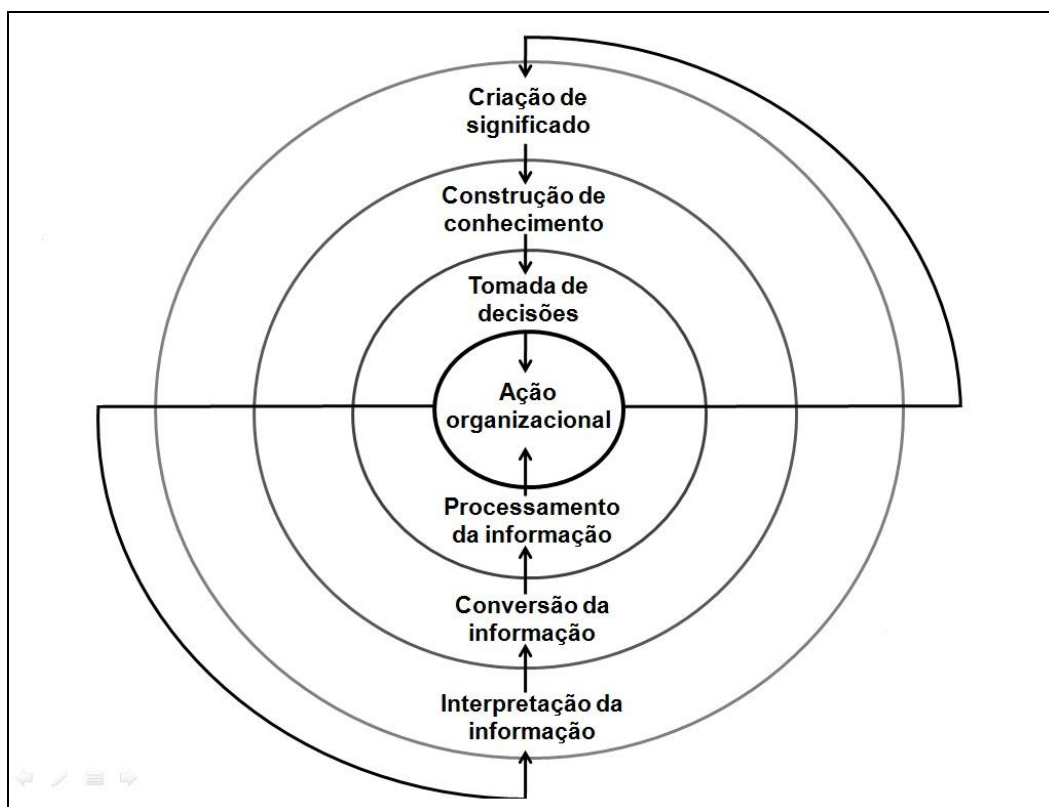 Criação de
significado
Construção de
conhecimento
Tomada de
decisões
Ação
organizacional
Processamento
da informação
Conversão da
informação
Interpretação da
informação